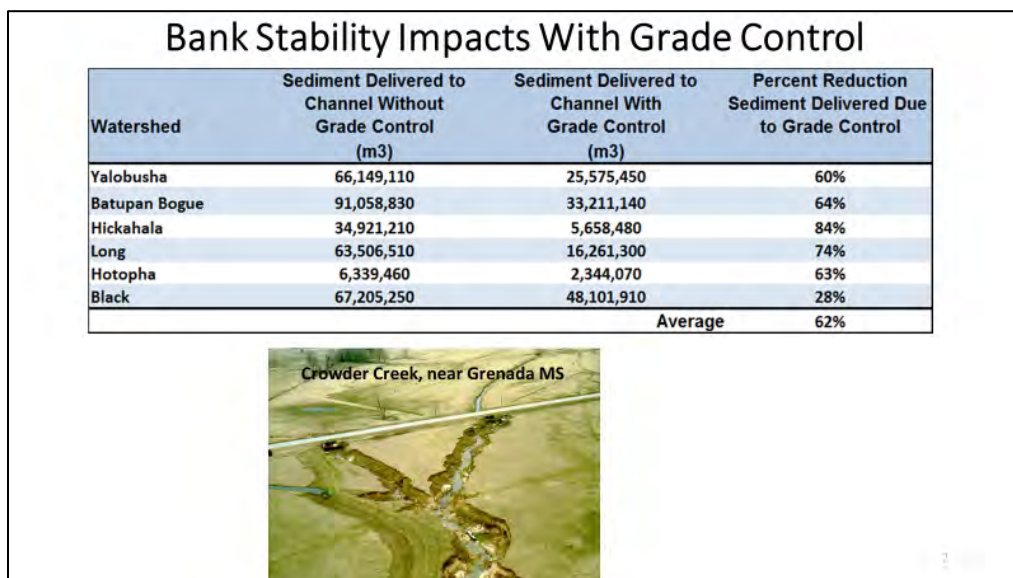 Bank Stability Impacts With Grade Control
Watershed
Sediment Delivered to
Channel Without
Grade Control
(m3)
Sediment Delivered to
Channel With
Grade Control
(m3)
Percent Reduction
Sediment Delivered Due
to Grade Control
Yalobusha 66,149,110 25,575,450 60%
Batupan Bogue 91,058,830 33,211,140 64%
Hickahala 34,921,210 5,658,480 84%
Long 63,506,510 16,261,300 74%
Hotopha 6,339,460 2,344,070 63%
Black 67,205,250 48,101,910 28%
Average 62%
Crowder Creek, near Grenada MS